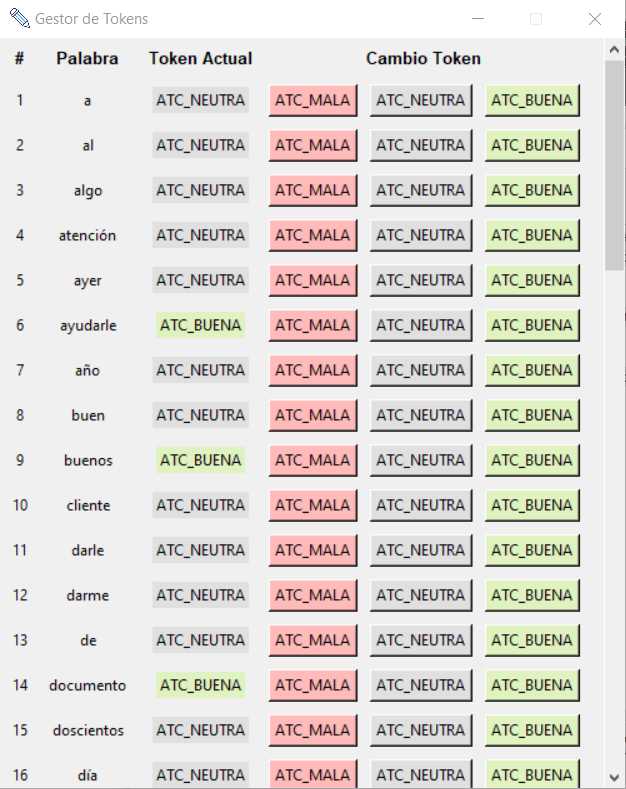 Gestor de Tokens
# Palabra Token Actual Cambio Token
1 a ATC_NEUTRA ATC_MALA ATC_NEUTRA ATC_BUENA
2 al ATC_NEUTRA ATC_MALA ATC_NEUTRA ATC_BUENA
3 algo ATC_NEUTRA ATC_MALA ATC_NEUTRA ATC_BUENA
4 atención ATC_NEUTRA ATC_MALA ATC_NEUTRA ATC_BUENA
5 ayer ATC_NEUTRA ATC_MALA ATC_NEUTRA ATC_BUENA
6 ayudarle ATC_BUENA ATC_MALA ATC_NEUTRA ATC_BUENA
7 año ATC_NEUTRA ATC_MALA ATC_NEUTRA ATC_BUENA
8 buen ATC_NEUTRA ATC_MALA ATC_NEUTRA ATC_BUENA
9 buenos ATC_BUENA ATC_MALA ATC_NEUTRA ATC_BUENA
10 cliente ATC_NEUTRA ATC_MALA ATC_NEUTRA ATC_BUENA
11 darle ATC_NEUTRA ATC_MALA ATC_NEUTRA ATC_BUENA
12 darme ATC_NEUTRA ATC_MALA ATC_NEUTRA ATC_BUENA
13 de ATC_NEUTRA ATC_MALA ATC_NEUTRA ATC_BUENA
14 documento ATC_BUENA ATC_MALA ATC_NEUTRA ATC_BUENA
15 doscientos ATC_NEUTRA ATC_MALA ATC_NEUTRA ATC_BUENA
16 día ATC_NEUTRA ATC_MALA ATC_NEUTRA ATC_BUENA